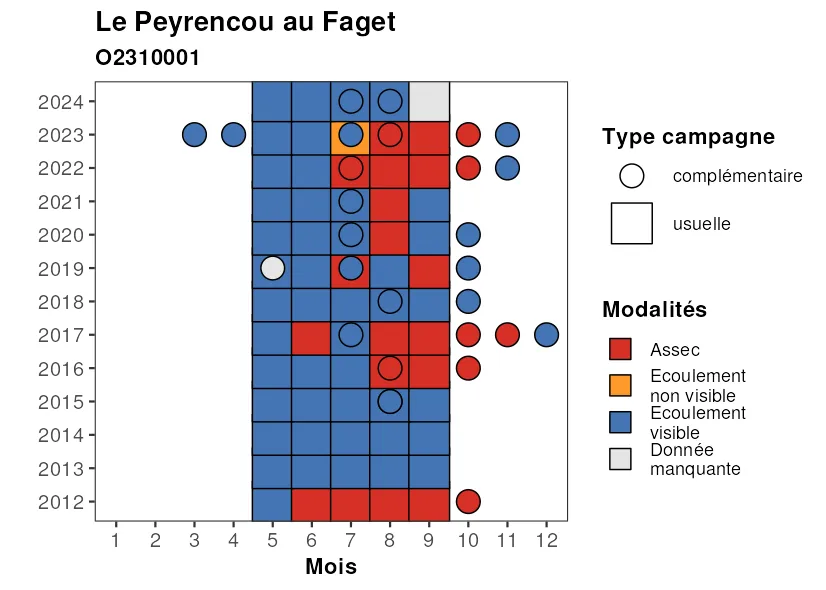 Le Peyrencou au Faget
O2310001
2024
2023
2022
2021
2020
2019
2018
2017
2016
2015
2014
2013
2012
1 2 3 4 5 6 7 8 9 10 11 12
Mois
Type campagne
complémentaire
usuelle
Modalités
Assec
Ecoulement
non visible
Ecoulement
visible
Donnée
manquante